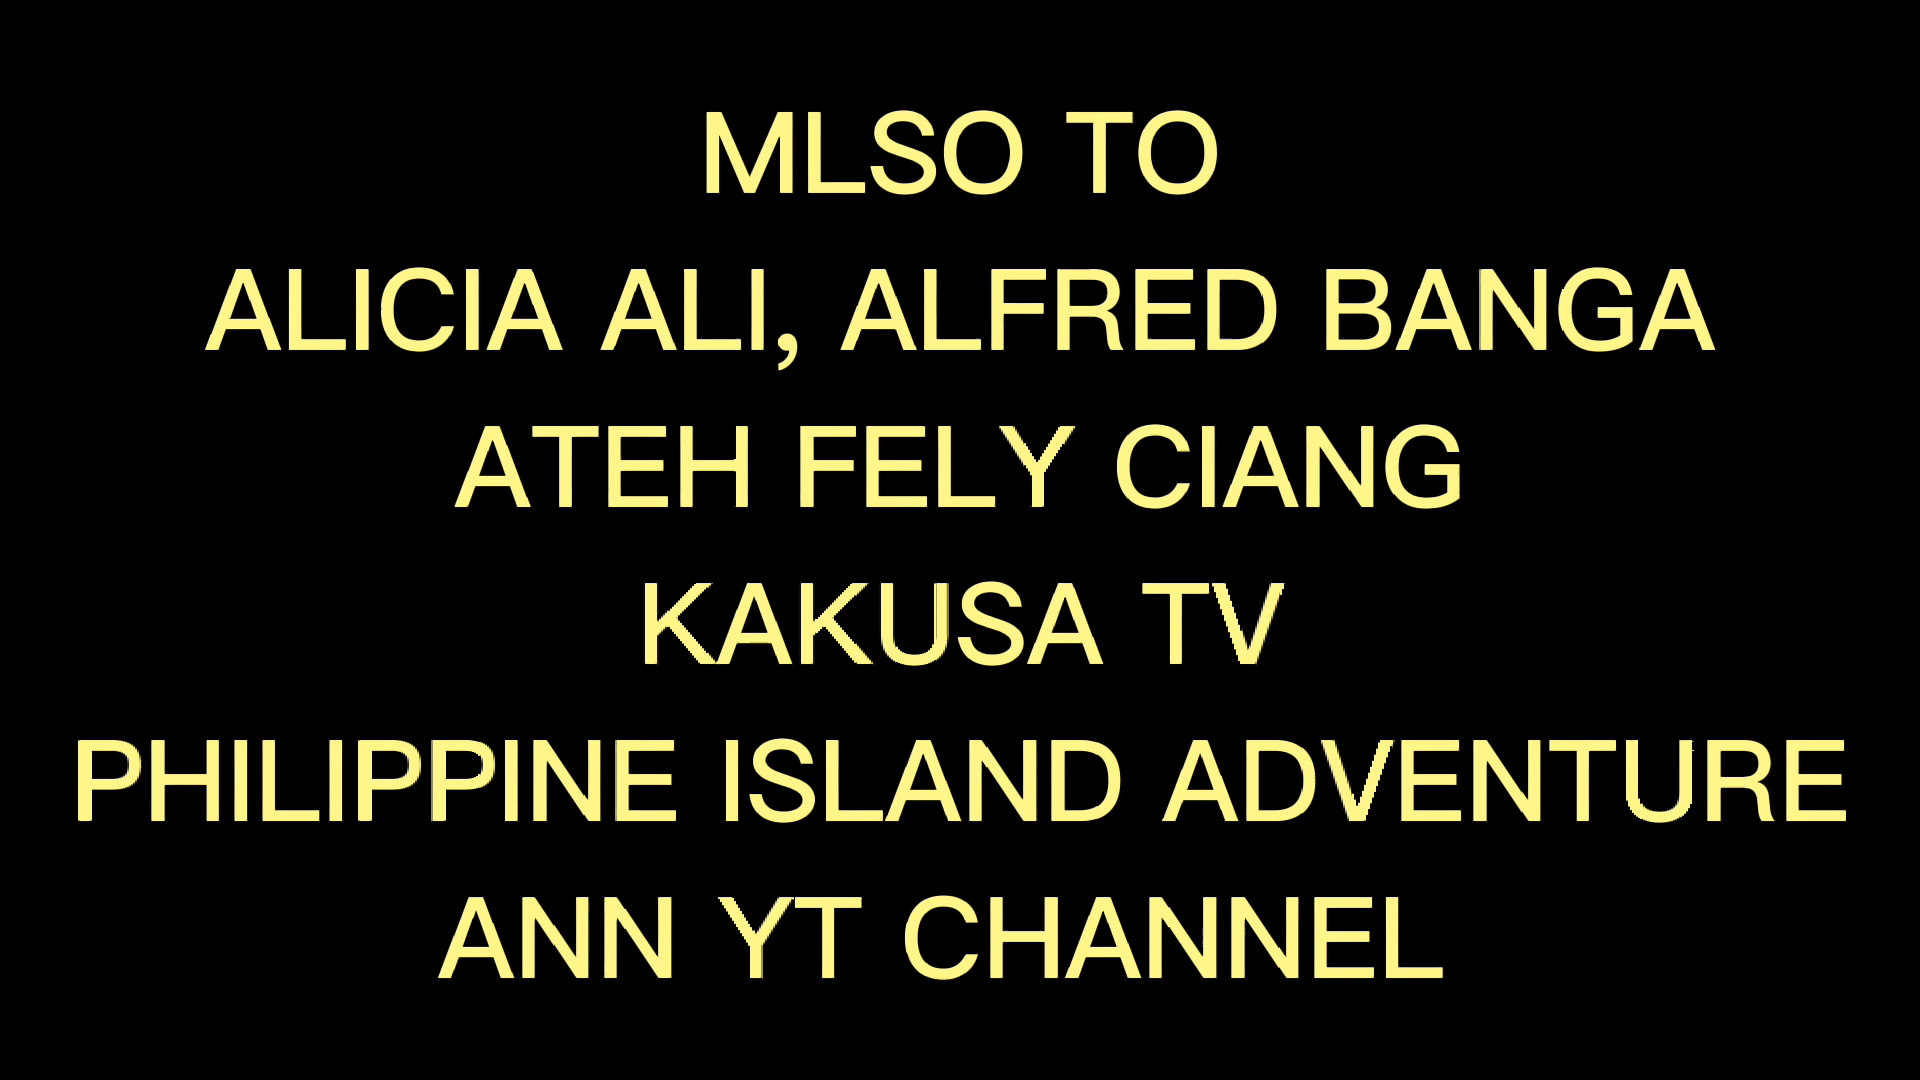 MLSO TO
ALICIA ALI, ALFRED BANGA
ATEH FELY CIANG
KAKUSA TV
PHILIPPINE ISLAND ADVENTURE
ANN YT CHANNEL